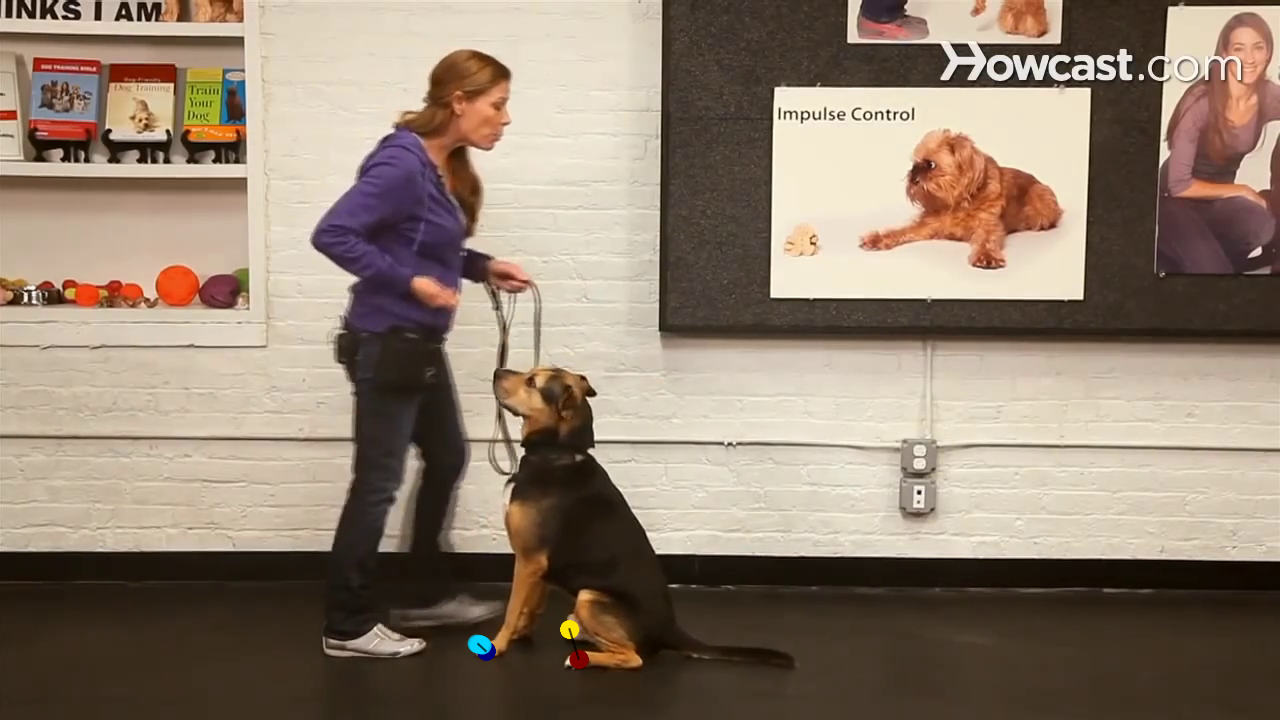 INKS I AM
DOG TRAINING BIBLE
Dog-Friendly
Dog Training
Train
Your
Dog
Howcast.com
Impulse Control